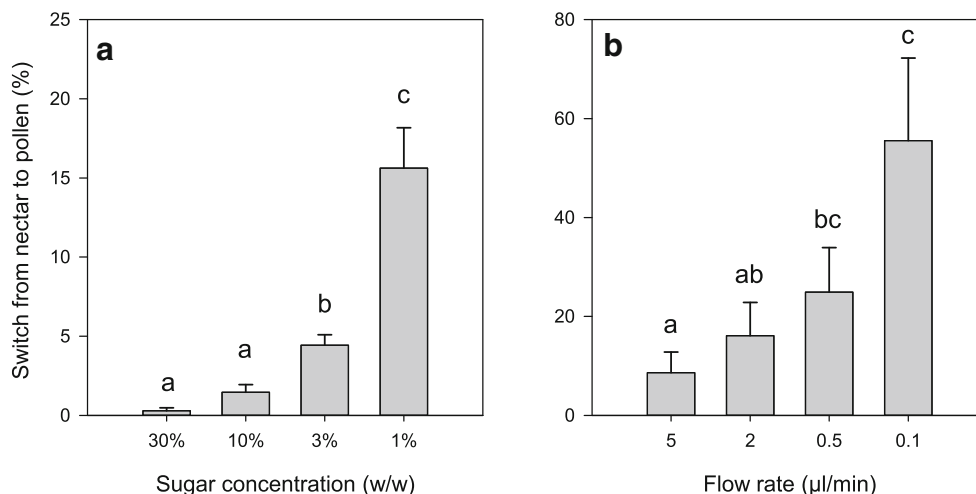 Switch from nectar to pollen (%)
25
20
15
10
5
0
a
a
a
b
c
30% 10% 3% 1%
Sugar concentration (w/w)
80
60
40
20
0
b
a
ab
bc
c
5 2 0.5 0.1
Flow rate (µl/min)